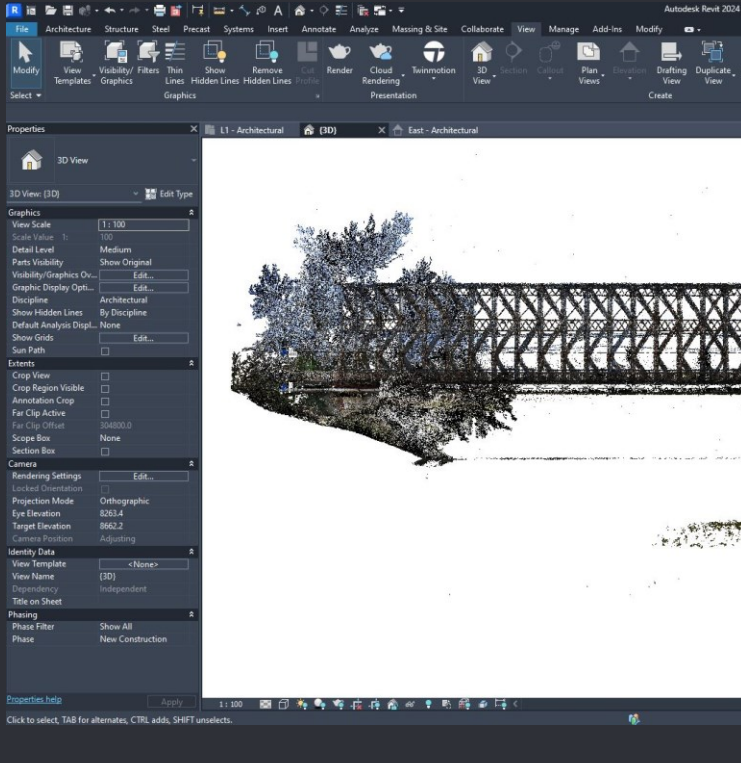 R
A
Autodesk Revit 2024
File Architecture Structure Steel Precast Systems Insert Annotate Analyze Massing & Site Collaborate View Manage Add-Ins Modify
Modify
View Templates
Visibility/ Graphics
Filters
Thin Lines
Show Hidden Lines
Remove Hidden Lines
Cut Profile
Render
Cloud Rendering
Twinmotion
3D View
Section
Callout
Plan Views
Elevation
Drafting View
Duplicate View
Select
Graphics
Presentation
Create
Properties
L1 - Architectural
{3D}
East - Architectural
3D View
3D View: {3D}
Edit Type
Graphics
View Scale 1 : 100
Scale Value 1: 100
Detail Level Medium
Parts Visibility Show Original
Visibility/Graphics Ov... Edit...
Graphic Display Opti... Edit...
Discipline Architectural
Show Hidden Lines By Discipline
Default Analysis Displ... None
Show Grids Edit...
Sun Path
Extents
Crop View
Crop Region Visible
Annotation Crop
Far Clip Active
Far Clip Offset 304800.0
Scope Box None
Section Box
Camera
Rendering Settings Edit...
Locked Orientation
Projection Mode Orthographic
Eye Elevation 8263.4
Target Elevation 8662.2
Camera Position Adjusting
Identity Data
View Template <None>
View Name {3D}
Dependency Independent
Title on Sheet
Phasing
Phase Filter Show All
Phase New Construction
Properties help
Apply
1 : 100
Click to select, TAB for alternates, CTRL adds, SHIFT unselects.